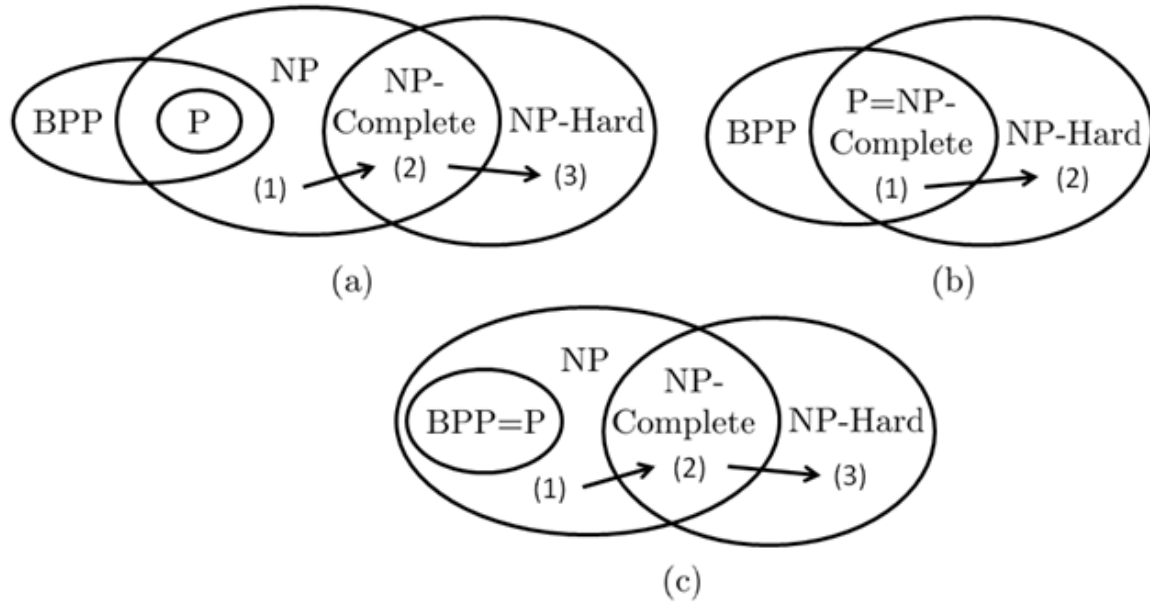 BPP
P
NP
NP-
Complete
NP-Hard
(1)
(2)
(3)
(a)
BPP
P=NP-
Complete
NP-Hard
(1)
(2)
(b)
BPP=P
NP
NP-
Complete
NP-Hard
(1)
(2)
(3)
(c)